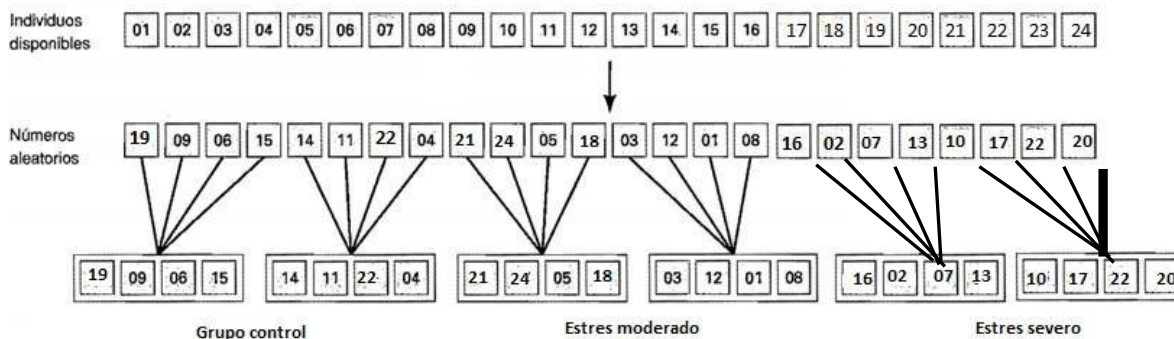 Individuos
disponibles
01 02 03 04 05 06 07 08 09 10 11 12 13 14 15 16 17 18 19 20 21 22 23 24
Números
aleatorios
19 09 06 15 14 11 22 04 21 24 05 18 03 12 01 08 16 02 07 13 10 17 22 20
19 09 06 15 14 11 22 04 21 24 05 18 03 12 01 08 16 02 07 13 10 17 22 20
Grupo control Estres moderado Estres severo